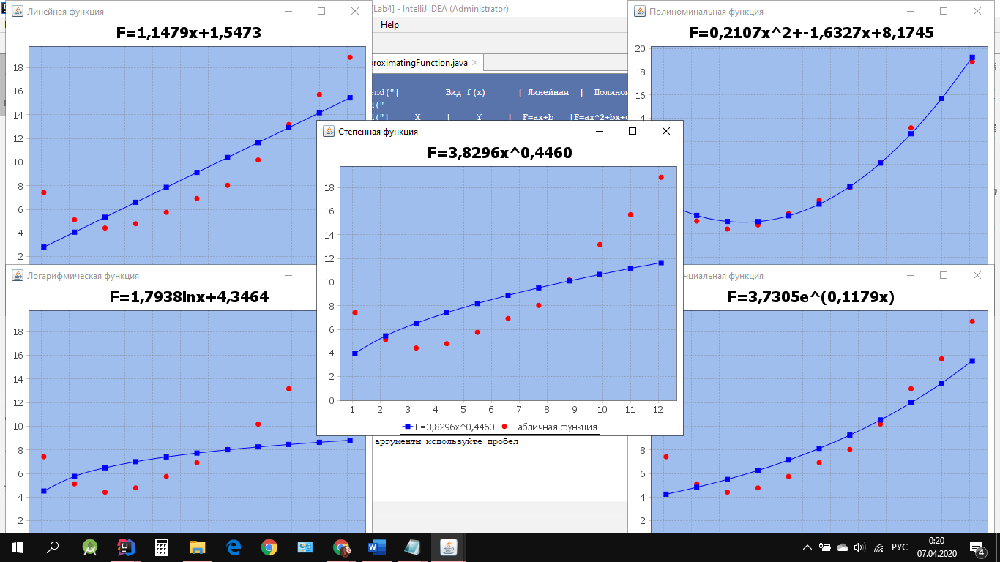 Линейная функция
F=1,1479x+1,5473
18
16
14
12
10
8
6
4
2
[Lab4] - IntelliJ IDEA (Administrator)
Help
roximatingFunction.java
end("| Вид f(x) | Линейная | Полином
d("-----------------------------------------------
d("| X | Y | F=ax+b |F=ax^2+bx+c
Полиноминальная функция
F=0,2107x^2+-1,6327x+8,1745
20
18
16
14
12
10
Степенная функция
F=3,8296x^0,4460
18
16
14
12
10
8
6
4
2
0
1 2 3 4 5 6 7 8 9 10 11 12
F=3,8296x^0,4460 Табличная функция
Логарифмическая функция
F=1,7938lnx+4,3464
18
16
14
12
10
8
6
4
2
нциальная функция
F=3,7305e^(0,1179x)
8
6
4
2
аргументы используйте пробел
РУС
0:20
07.04.2020
4